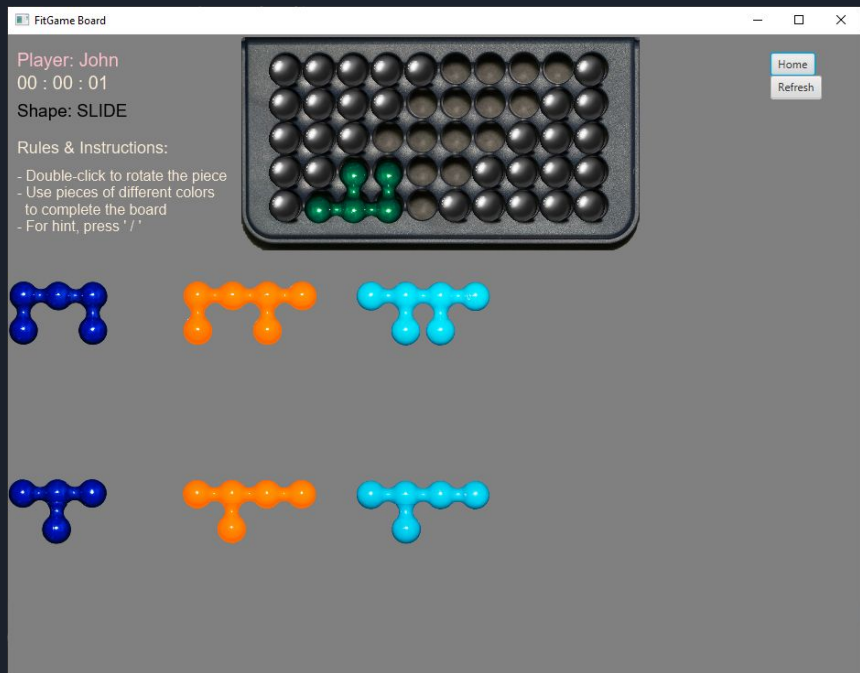 FitGame Board
Player: John
00 : 00 : 01
Shape: SLIDE
Rules & Instructions:
- Double-click to rotate the piece
- Use pieces of different colors
to complete the board
- For hint, press ' / '
Home
Refresh